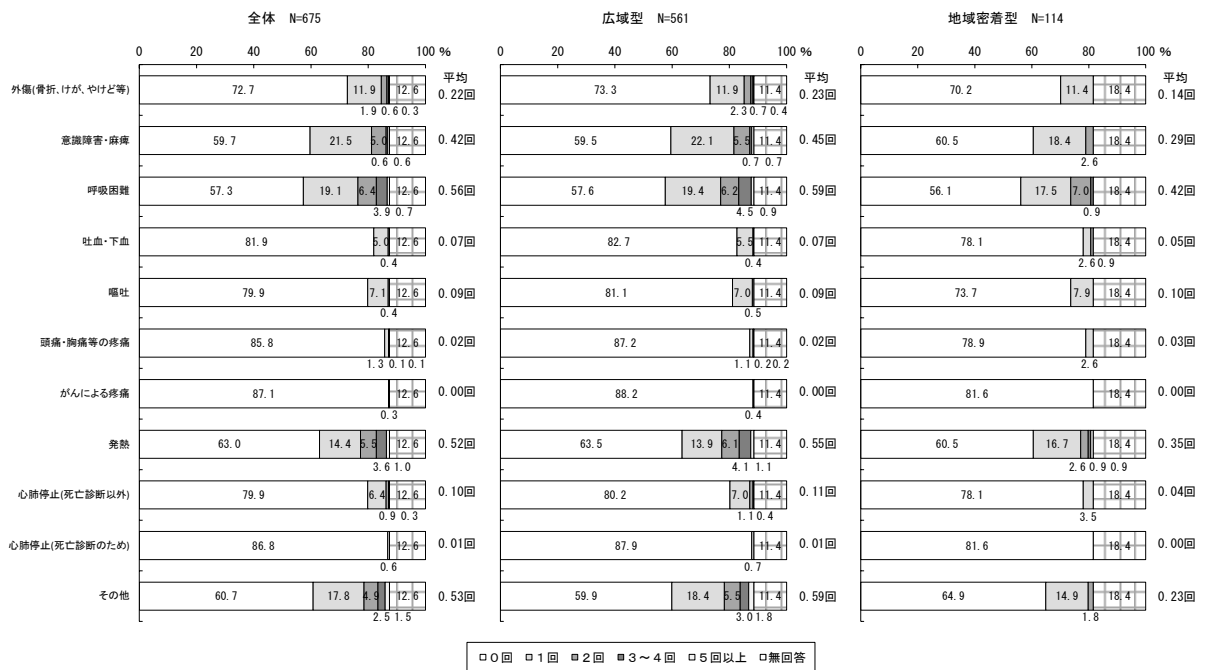 全体 N=675
広域型 N=561
地域密着型 N=114
0 20 40 60 80 100 %
0 20 40 60 80 100 %
0 20 40 60 80 100 %
平均
平均
平均
外傷(骨折、けが、やけど等) 72.7 11.9 12.6 0.22回 73.3 11.9 11.4 0.23回 70.2 11.4 18.4 0.14回
1.9 0.6 0.3 2.3 0.7 0.4
意識障害・麻痺 59.7 21.5 5.0 12.6 0.42回 59.5 22.1 5.5 11.4 0.45回 60.5 18.4 18.4 0.29回
0.6 0.6 0.7 0.7 2.6
呼吸困難 57.3 19.1 6.4 12.6 0.56回 57.6 19.4 6.2 11.4 0.59回 56.1 17.5 7.0 18.4 0.42回
3.9 0.7 4.5 0.9 0.9
吐血・下血 81.9 5.0 12.6 0.07回 82.7 5.5 11.4 0.07回 78.1 18.4 0.05回
0.4 0.4 2.6 0.9
嘔吐 79.9 7.1 12.6 0.09回 81.1 7.0 11.4 0.09回 73.7 7.9 18.4 0.10回
0.4 0.5
頭痛・胸痛等の疼痛 85.8 12.6 0.02回 87.2 11.4 0.02回 78.9 18.4 0.03回
1.3 0.1 0.1 1.1 0.2 0.2 2.6
がんによる疼痛 87.1 12.6 0.00回 88.2 11.4 0.00回 81.6 18.4 0.00回
0.3 0.4
発熱 63.0 14.4 5.5 12.6 0.52回 63.5 13.9 6.1 11.4 0.55回 60.5 16.7 18.4 0.35回
3.6 1.0 4.1 1.1 2.6 0.9 0.9
心肺停止(死亡診断以外) 79.9 6.4 12.6 0.10回 80.2 7.0 11.4 0.11回 78.1 18.4 0.04回
0.9 0.3 1.1 0.4 3.5
心肺停止(死亡診断のため) 86.8 12.6 0.01回 87.9 11.4 0.01回 81.6 18.4 0.00回
0.6 0.7
その他 60.7 17.8 4.9 12.6 0.53回 59.9 18.4 5.5 11.4 0.59回 64.9 14.9 18.4 0.23回
2.5 1.5 3.0 1.8 1.8
０回 １回 ２回 ３～４回 ５回以上 無回答